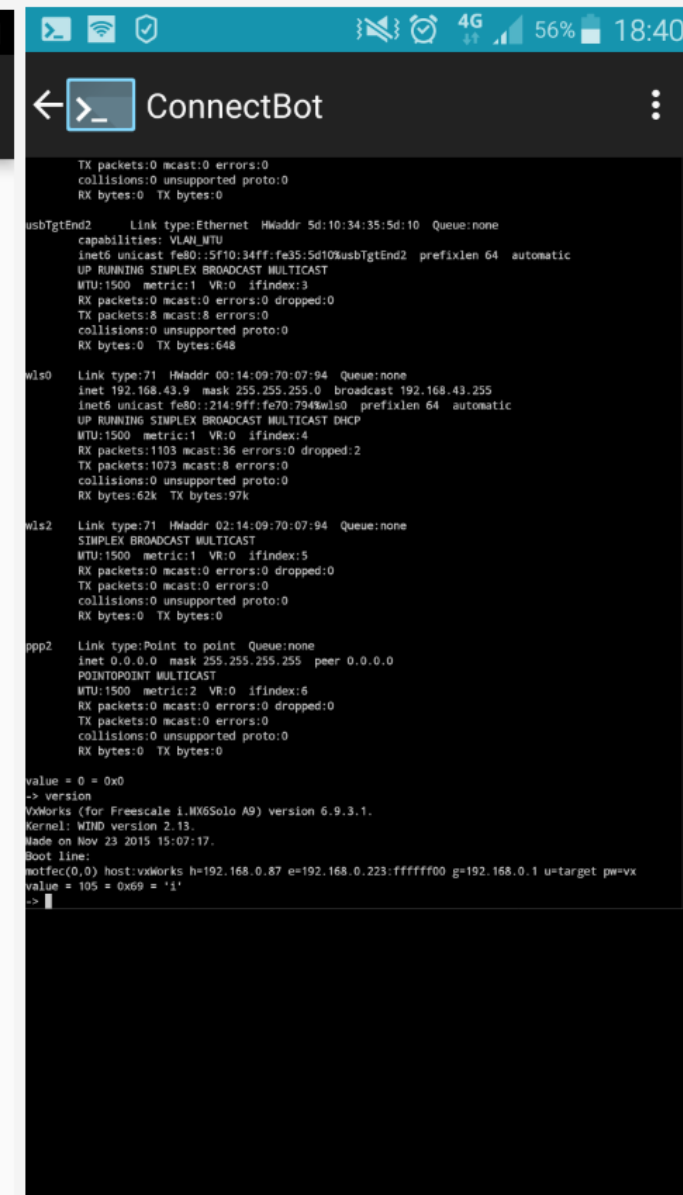 4G 56% 18:40
ConnectBot
TX packets:0 mcast:0 errors:0
collisions:0 unsupported proto:0
RX bytes:0 TX bytes:0
usbTgtEnd2 Link type:Ethernet HWaddr 5d:10:34:35:5d:10 Queue:none
capabilities: VLAN_MTU
inet6 unicast fe80::5f10:34ff:fe35:5d10%usbTgtEnd2 prefixlen 64 automatic
UP RUNNING SIMPLEX BROADCAST MULTICAST
MTU:1500 metric:1 VR:0 ifindex:3
RX packets:0 mcast:0 errors:0 dropped:0
TX packets:8 mcast:8 errors:0
collisions:0 unsupported proto:0
RX bytes:0 TX bytes:648
wls0 Link type:71 HWaddr 00:14:09:70:07:94 Queue:none
inet 192.168.43.9 mask 255.255.255.0 broadcast 192.168.43.255
inet6 unicast fe80::214:9ff:fe70:794%wls0 prefixlen 64 automatic
UP RUNNING SIMPLEX BROADCAST MULTICAST DHCP
MTU:1500 metric:1 VR:0 ifindex:4
RX packets:1103 mcast:36 errors:0 dropped:2
TX packets:1073 mcast:8 errors:0
collisions:0 unsupported proto:0
RX bytes:62k TX bytes:97k
wls2 Link type:71 HWaddr 02:14:09:70:07:94 Queue:none
SIMPLEX BROADCAST MULTICAST
MTU:1500 metric:1 VR:0 ifindex:5
RX packets:0 mcast:0 errors:0 dropped:0
TX packets:0 mcast:0 errors:0
collisions:0 unsupported proto:0
RX bytes:0 TX bytes:0
ppp2 Link type:Point to point Queue:none
inet 0.0.0.0 mask 255.255.255.255 peer 0.0.0.0
POINTOPOINT MULTICAST
MTU:1500 metric:2 VR:0 ifindex:6
RX packets:0 mcast:0 errors:0 dropped:0
TX packets:0 mcast:0 errors:0
collisions:0 unsupported proto:0
RX bytes:0 TX bytes:0
value = 0 = 0x0
-> version
VxWorks (for Freescale i.MX6Solo A9) version 6.9.3.1.
Kernel: WIND version 2.13.
Made on Nov 23 2015 15:07:17.
Boot line:
motfec(0,0) host:vxWorks h=192.168.0.87 e=192.168.0.223:ffffff00 g=192.168.0.1 u=target pw=vx
value = 105 = 0x69 = 'i'
->